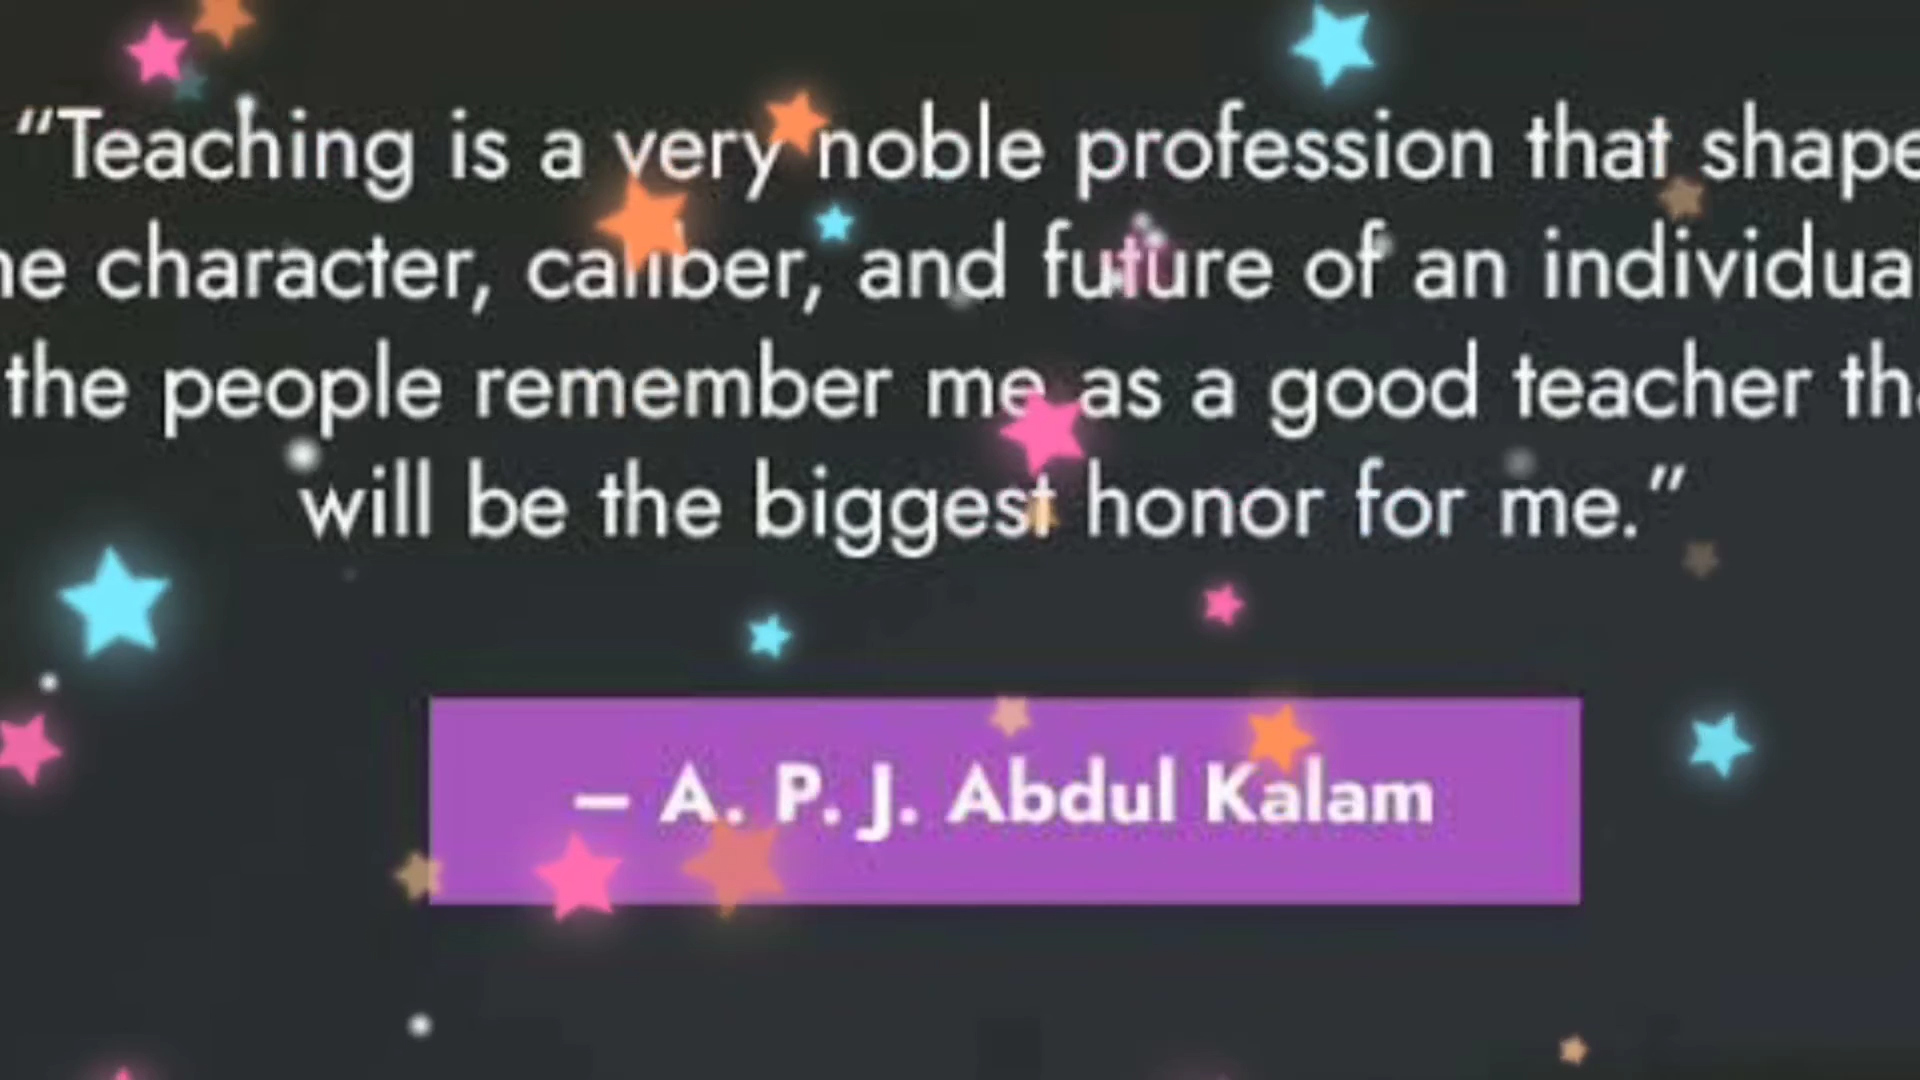 “Teaching is a very noble profession that shape
he character, caliber, and future of an individua
the people remember me as a good teacher tha
will be the biggest honor for me.”
– A. P. J. Abdul Kalam